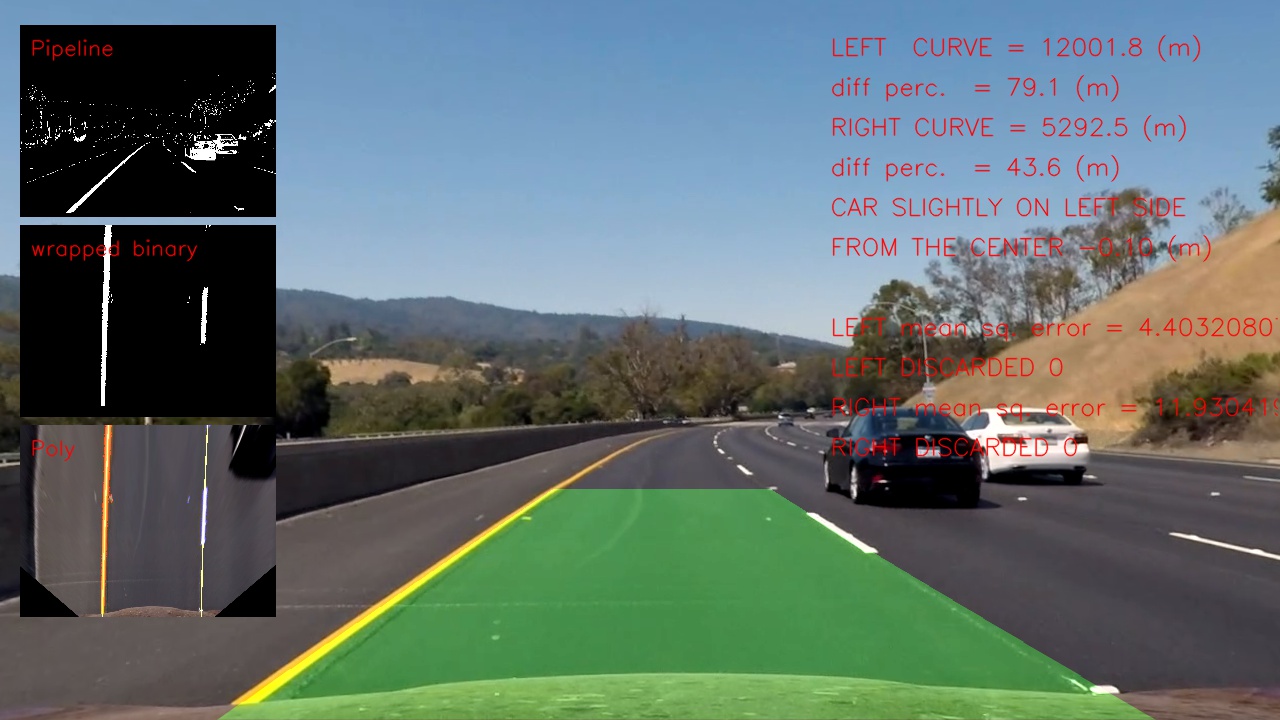 Pipeline
wrapped binary
Poly
LEFT CURVE = 12001.8 (m)
diff perc. = 79.1 (m)
RIGHT CURVE = 5292.5 (m)
diff perc. = 43.6 (m)
CAR SLIGHTLY ON LEFT SIDE
FROM THE CENTER -0.10 (m)
LEFT mean sq. error = 4.4032080
LEFT DISCARDED 0
RIGHT mean sq. error = 11.930419
RIGHT DISCARDED 0